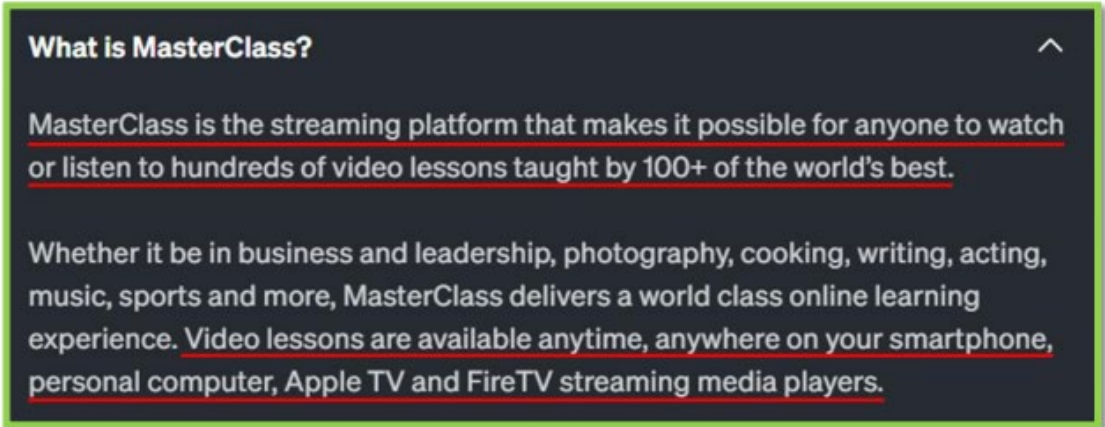 What is MasterClass?
MasterClass is the streaming platform that makes it possible for anyone to watch
or listen to hundreds of video lessons taught by 100+ of the world’s best.
Whether it be in business and leadership, photography, cooking, writing, acting,
music, sports and more, MasterClass delivers a world class online learning
experience. Video lessons are available anytime, anywhere on your smartphone,
personal computer, Apple TV and FireTV streaming media players.